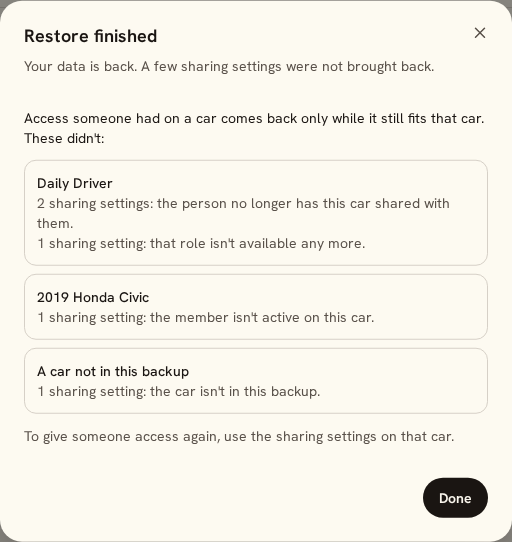 Restore finished
Your data is back. A few sharing settings were not brought back.
Access someone had on a car comes back only while it still fits that car.
These didn't:
Daily Driver
2 sharing settings: the person no longer has this car shared with
them.
1 sharing setting: that role isn't available any more.
2019 Honda Civic
1 sharing setting: the member isn't active on this car.
A car not in this backup
1 sharing setting: the car isn't in this backup.
To give someone access again, use the sharing settings on that car.
Done